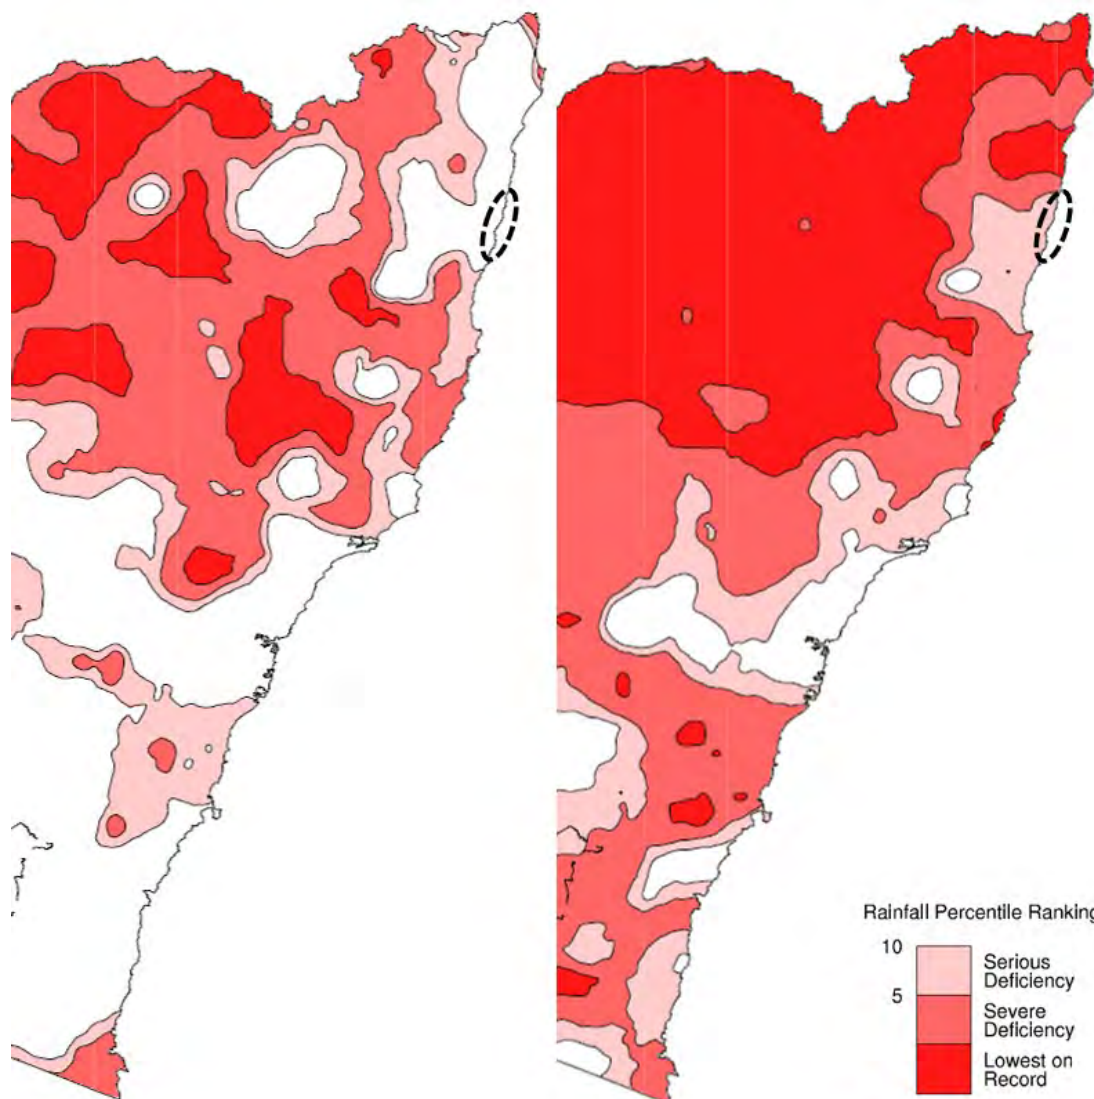 Rainfall Percentile Ranking
10
Serious
Deficiency
5
Severe
Deficiency
Lowest on
Record